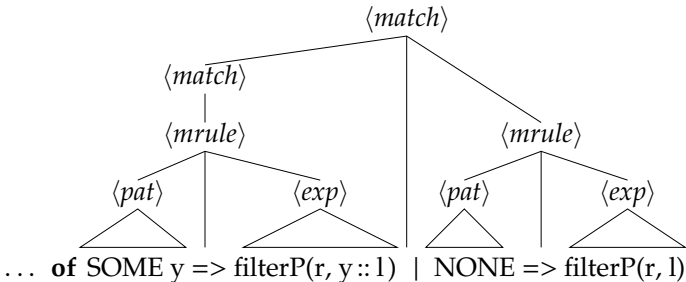 ⟨match⟩
⟨match⟩
⟨mrule⟩ ⟨mrule⟩
⟨pat⟩ ⟨exp⟩ ⟨pat⟩ ⟨exp⟩
... of SOME y => filterP(r, y :: l) | NONE => filterP(r, l)